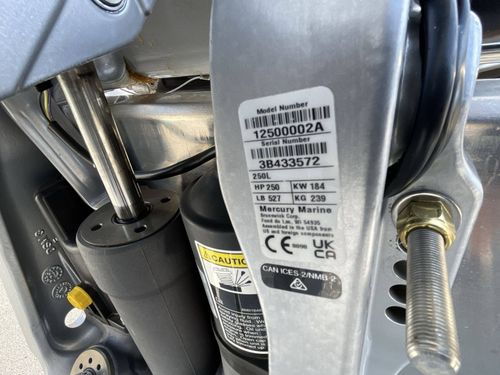 Model Number
12500002A
Serial Number
3B433572
250L
HP 250 KW 184
LB 527 KG 239
Mercury Marine
Brunswick Corp.
Fond du Lac, WI 54935
Assembled in the USA from
US and foreign components
CE 0098 UK CA
CAN ICES-2/NMB-2
CAUTION